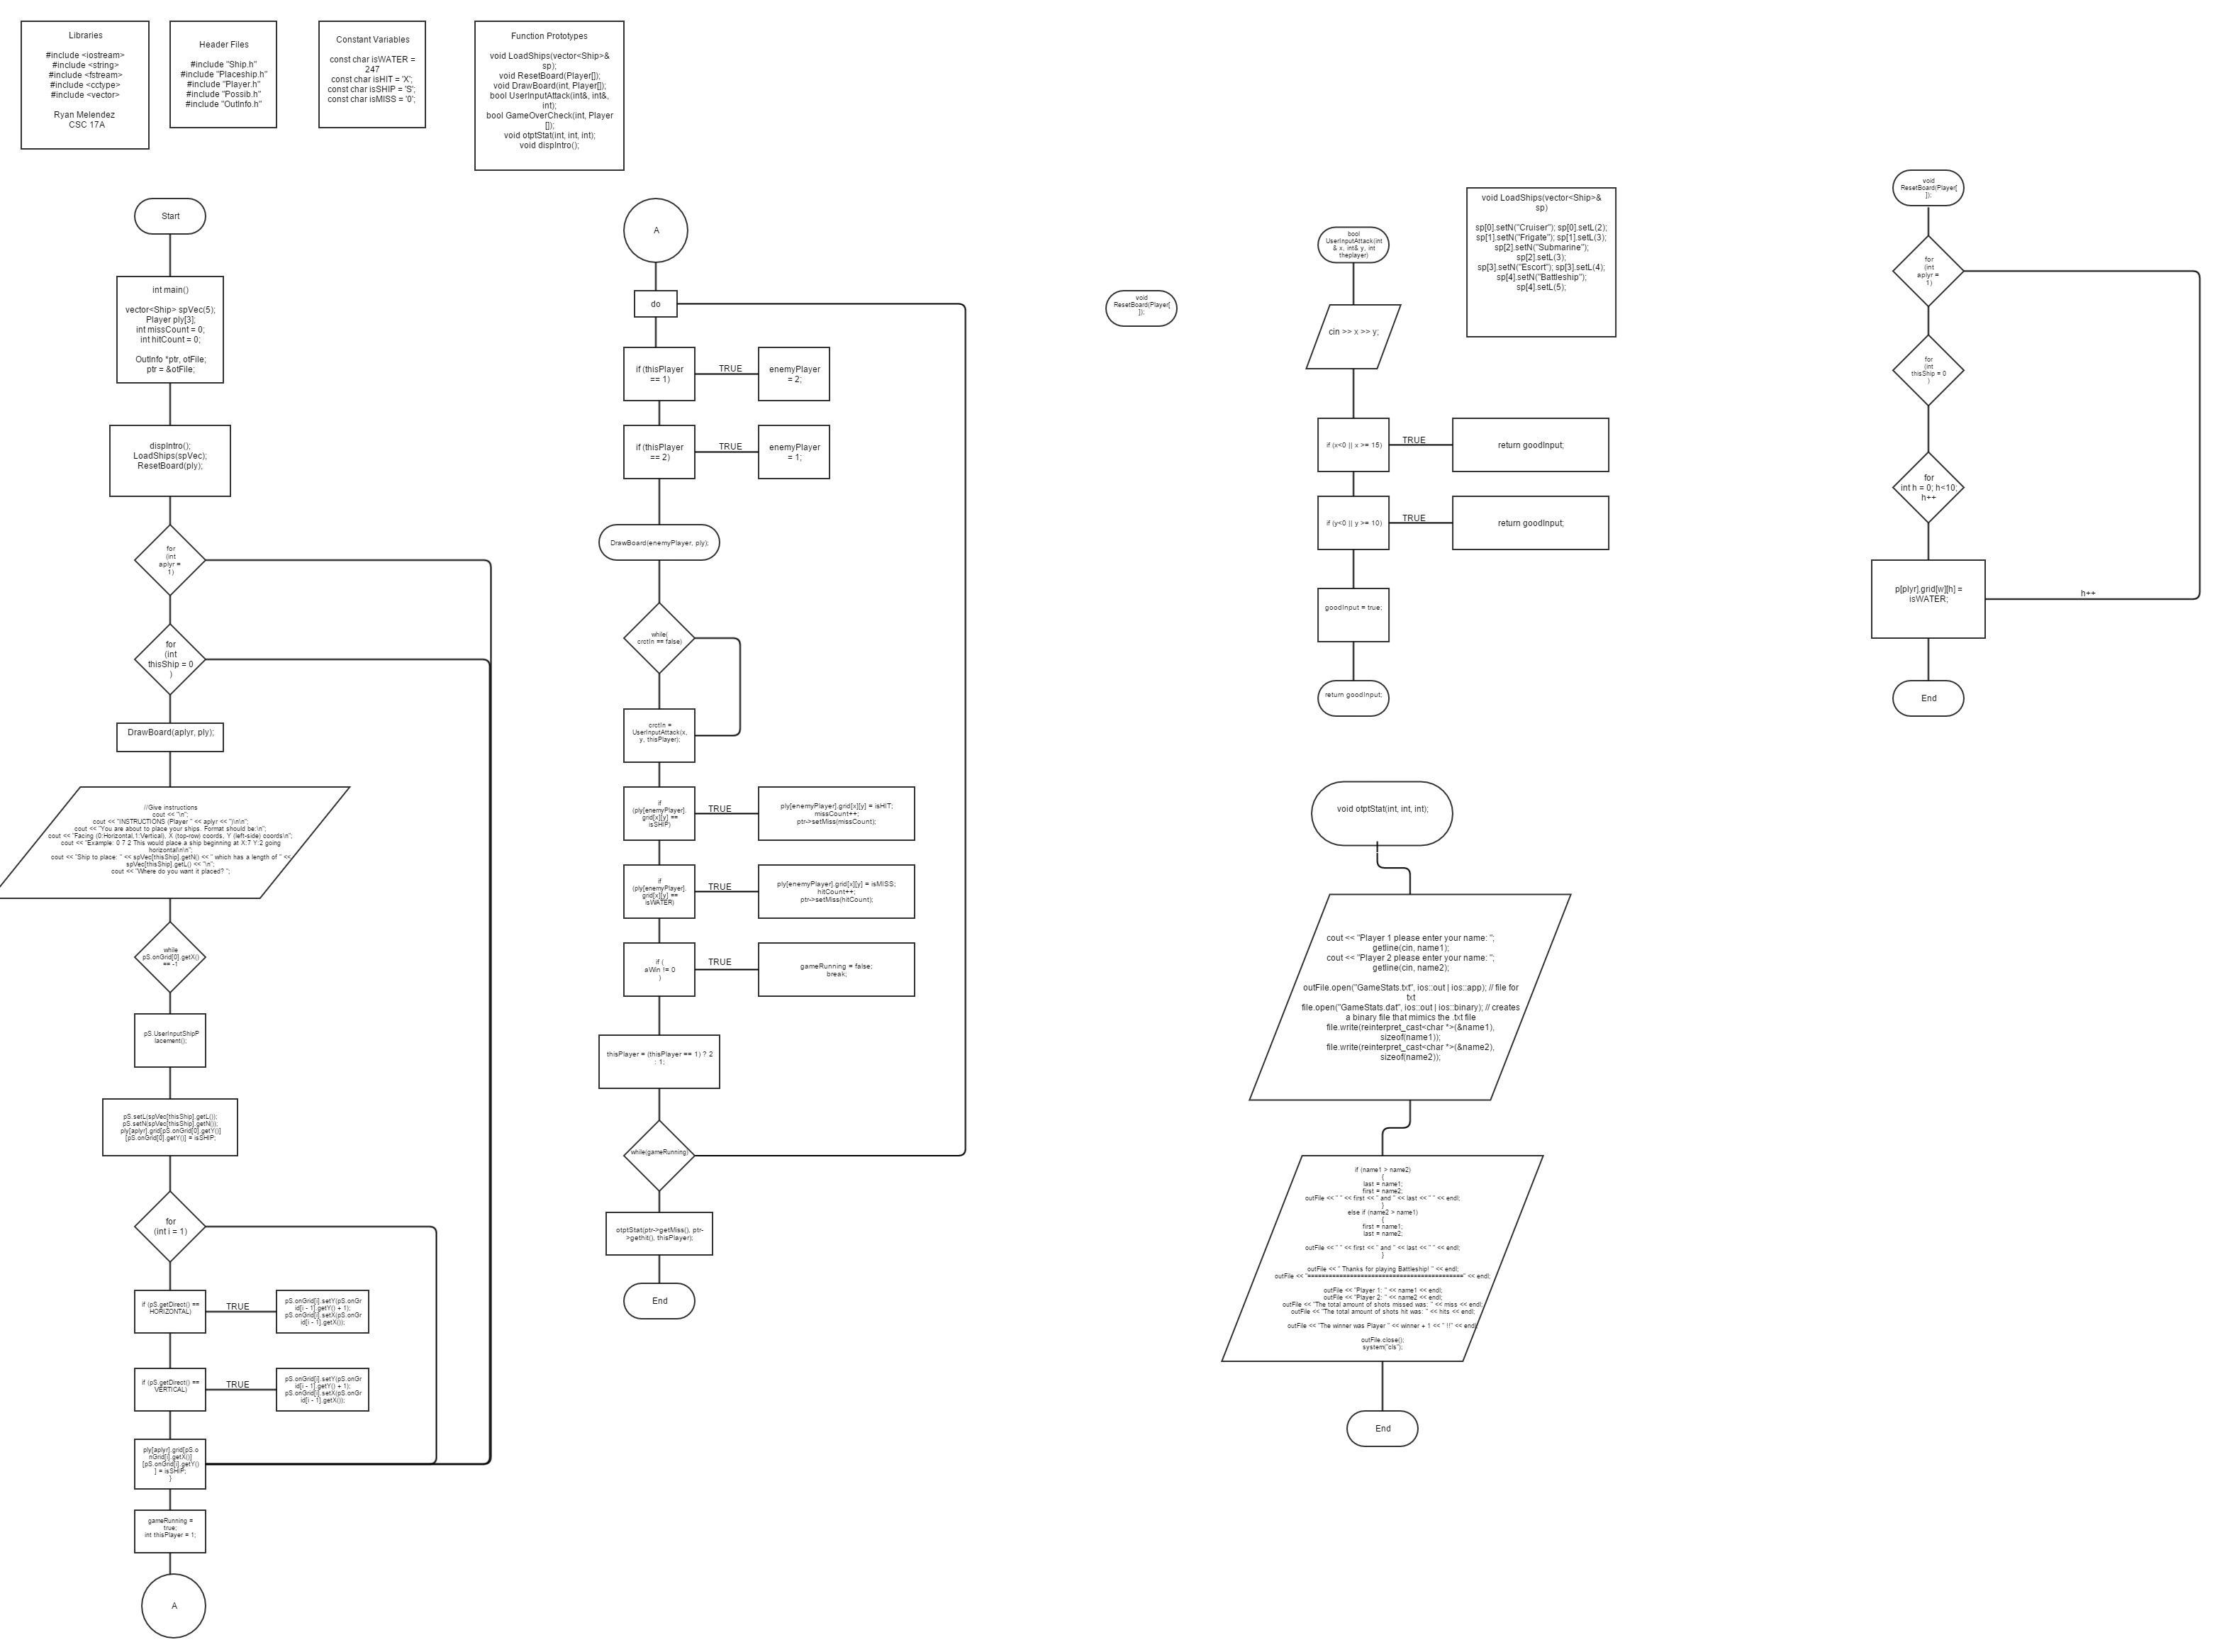 Libraries
#include <iostream>
#include <string>
#include <fstream>
#include <cctype>
#include <vector>
Ryan Melendez
CSC 17A
Header Files
#include "Ship.h"
#include "Placeship.h"
#include "Player.h"
#include "Possib.h"
#include "OutInfo.h"
Constant Variables
const char isWATER =
247
const char isHIT = 'X';
const char isSHIP = 'S';
const char isMISS = '0';
Function Prototypes
void LoadShips(vector<Ship>&
sp);
void ResetBoard(Player[]);
void DrawBoard(int, Player[]);
bool UserInputAttack(int&, int&,
int);
bool GameOverCheck(int, Player
[]);
void otptStat(int, int, int);
void dispIntro();
Start
int main()
vector<Ship> spVec(5);
Player ply[3];
int missCount = 0;
int hitCount = 0;
OutInfo *ptr, otFile;
ptr = &otFile;
dispIntro();
LoadShips(spVec);
ResetBoard(ply);
for
(int
aplyr =
1)
for
(int
thisShip = 0
)
DrawBoard(aplyr, ply);
//Give instructions
cout << "\n";
cout << "INSTRUCTIONS (Player " << aplyr << ")\n\n";
cout << "You are about to place your ships. Format should be:\n";
cout << "Facing (0:Horizontal,1:Vertical), X (top-row) coords, Y (left-side) coords\n";
cout << "Example: 0 7 2 This would place a ship beginning at X:7 Y:2 going
horizontal\n\n";
cout << "Ship to place: " << spVec[thisShip].getN() << " which has a length of " <<
spVec[thisShip].getL() << "\n";
cout << "Where do you want it placed? ";
while
pS.onGrid[0].getX()
== -1
pS.UserInputShipP
lacement();
pS.setL(spVec[thisShip].getL());
pS.setN(spVec[thisShip].getN());
ply[aplyr].grid[pS.onGrid[0].getY()]
[pS.onGrid[0].getY()] = isSHIP;
for
(int i = 1)
if (pS.getDirect() ==
HORIZONTAL)
TRUE
pS.onGrid[i].setY(pS.onGr
id[i - 1].getY() + 1);
pS.onGrid[i].setX(pS.onGr
id[i - 1].getX());
if (pS.getDirect() ==
VERTICAL)
TRUE
pS.onGrid[i].setY(pS.onGr
id[i - 1].getY() + 1);
pS.onGrid[i].setX(pS.onGr
id[i - 1].getX());
ply[aplyr].grid[pS.o
nGrid[i].getX()]
[pS.onGrid[i].getY()
] = isSHIP;
}
gameRunning =
true;
int thisPlayer = 1;
A
A
do
if (thisPlayer
== 1)
TRUE
enemyPlayer
= 2;
if (thisPlayer
== 2)
TRUE
enemyPlayer
= 1;
DrawBoard(enemyPlayer, ply);
while(
crctIn == false)
crctIn =
UserInputAttack(x,
y, thisPlayer);
if
(ply[enemyPlayer].
grid[x][y] ==
isSHIP)
TRUE
ply[enemyPlayer].grid[x][y] = isHIT;
missCount++;
ptr->setMiss(missCount);
if
(ply[enemyPlayer].
grid[x][y] ==
isWATER)
TRUE
ply[enemyPlayer].grid[x][y] = isMISS;
hitCount++;
ptr->setMiss(hitCount);
if (
aWin != 0
)
TRUE
gameRunning = false;
break;
thisPlayer = (thisPlayer == 1) ? 2
: 1;
while(gameRunning)
otptStat(ptr->getMiss(), ptr-
>gethit(), thisPlayer);
End
void
ResetBoard(Player[
]);
bool
UserInputAttack(int
& x, int& y, int
theplayer)
cin >> x >> y;
if (x<0 || x >= 15)
TRUE
return goodInput;
if (y<0 || y >= 10)
TRUE
return goodInput;
goodInput = true;
return goodInput;
void LoadShips(vector<Ship>&
sp)
sp[0].setN("Cruiser"); sp[0].setL(2);
sp[1].setN("Frigate"); sp[1].setL(3);
sp[2].setN("Submarine");
sp[2].setL(3);
sp[3].setN("Escort"); sp[3].setL(4);
sp[4].setN("Battleship");
sp[4].setL(5);
void otptStat(int, int, int);
cout << "Player 1 please enter your name: ";
getline(cin, name1);
cout << "Player 2 please enter your name: ";
getline(cin, name2);
outFile.open("GameStats.txt", ios::out | ios::app); // file for
txt
file.open("GameStats.dat", ios::out | ios::binary); // creates
a binary file that mimics the .txt file
file.write(reinterpret_cast<char *>(&name1),
sizeof(name1));
file.write(reinterpret_cast<char *>(&name2),
sizeof(name2));
if (name1 > name2)
{
last = name1;
first = name2;
outFile << " " << first << " and " << last << " " << endl;
}
else if (name2 > name1)
{
first = name1;
last = name2;
outFile << " " << first << " and " << last << " " << endl;
}
outFile << " Thanks for playing Battleship! " << endl;
outFile << "============================================" << endl;
outFile << "Player 1: " << name1 << endl;
outFile << "Player 2: " << name2 << endl;
outFile << "The total amount of shots missed was: " << miss << endl;
outFile << "The total amount of shots hit was: " << hits << endl;
outFile << "The winner was Player " << winner + 1 << " !!" << endl;
outFile.close();
system("cls");
End
void
ResetBoard(Player[
]);
for
(int
aplyr =
1)
for
(int
thisShip = 0
)
for
int h = 0; h<10;
h++
p[plyr].grid[w][h] =
isWATER;
h++
End